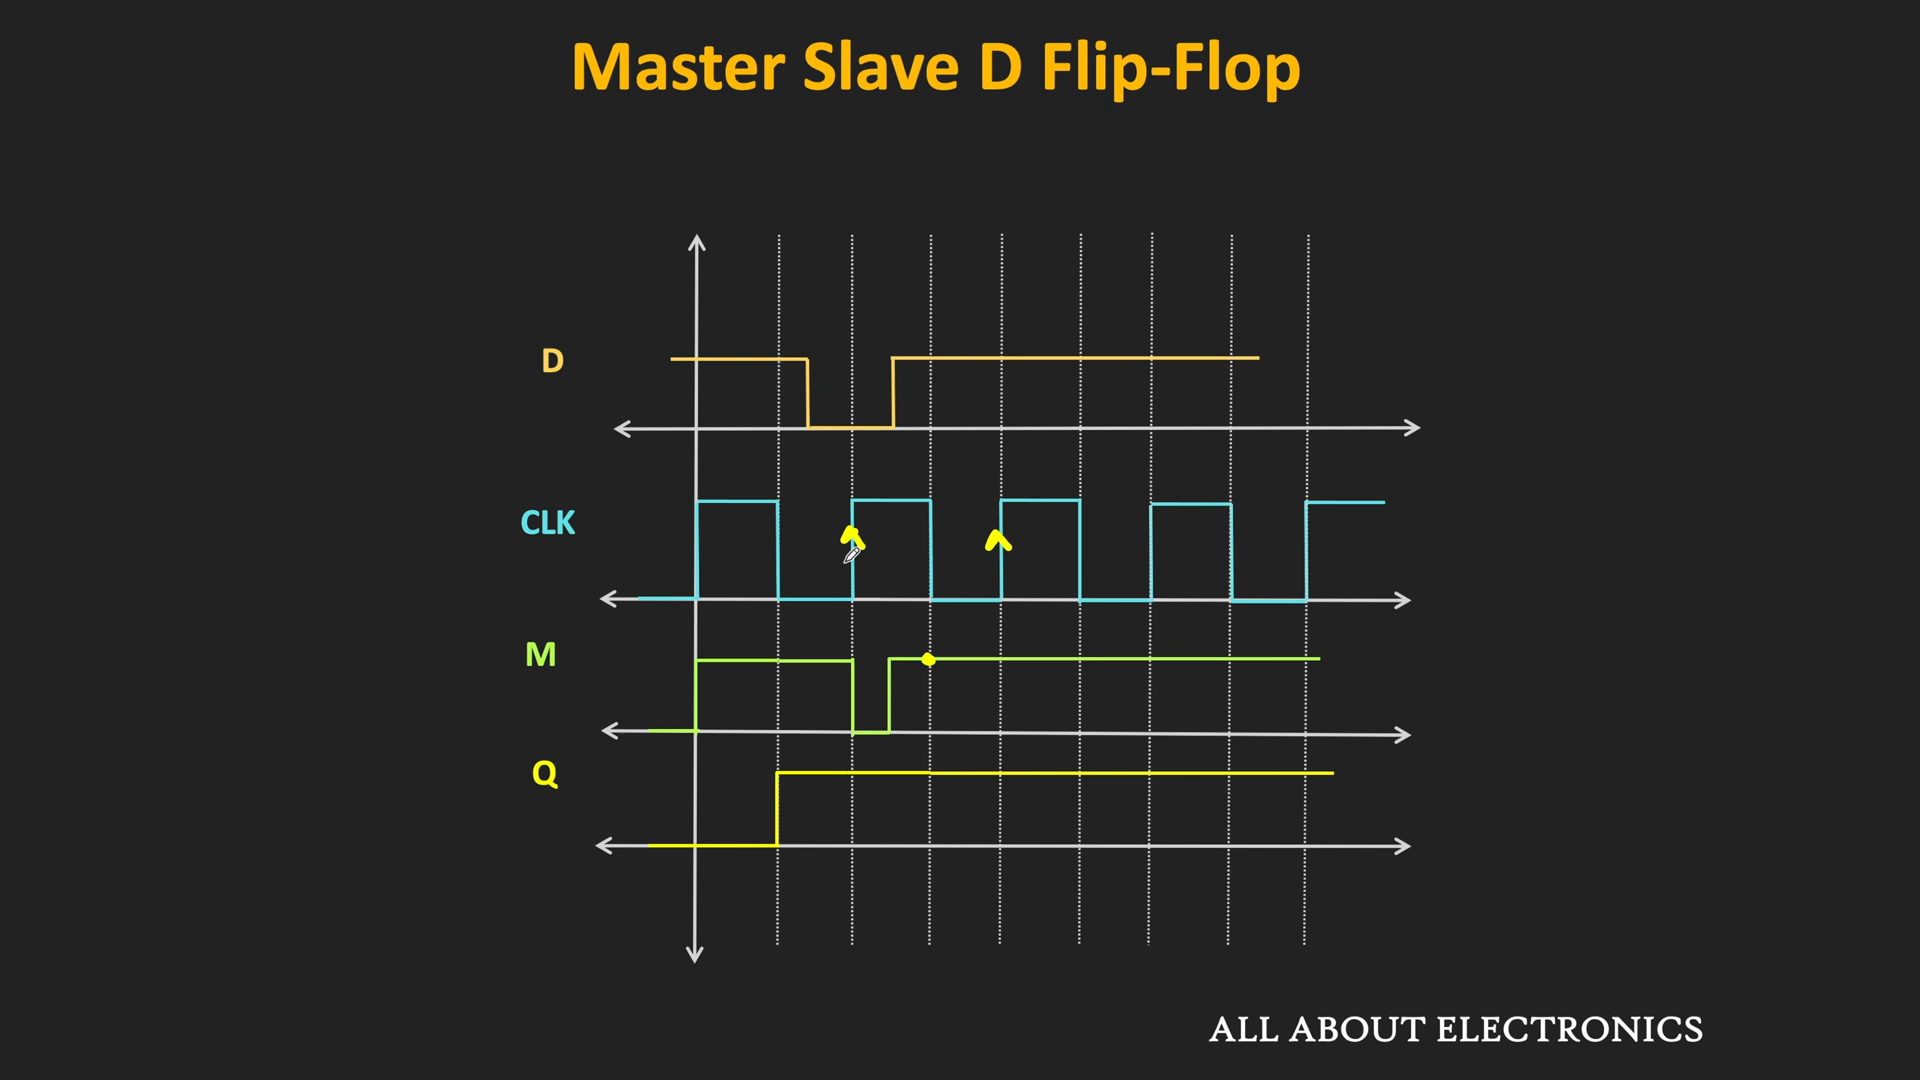 Master Slave D Flip-Flop
D
CLK
M
Q
ALL ABOUT ELECTRONICS